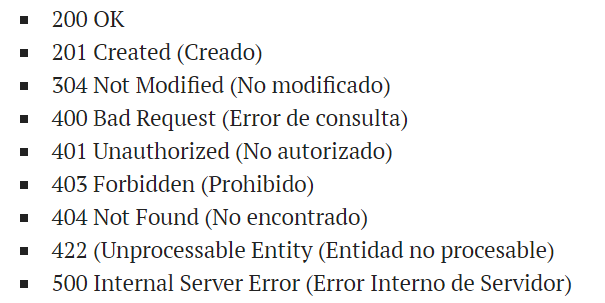 200 OK
201 Created (Creado)
304 Not Modified (No modificado)
400 Bad Request (Error de consulta)
401 Unauthorized (No autorizado)
403 Forbidden (Prohibido)
404 Not Found (No encontrado)
422 (Unprocessable Entity (Entidad no procesable)
500 Internal Server Error (Error Interno de Servidor)